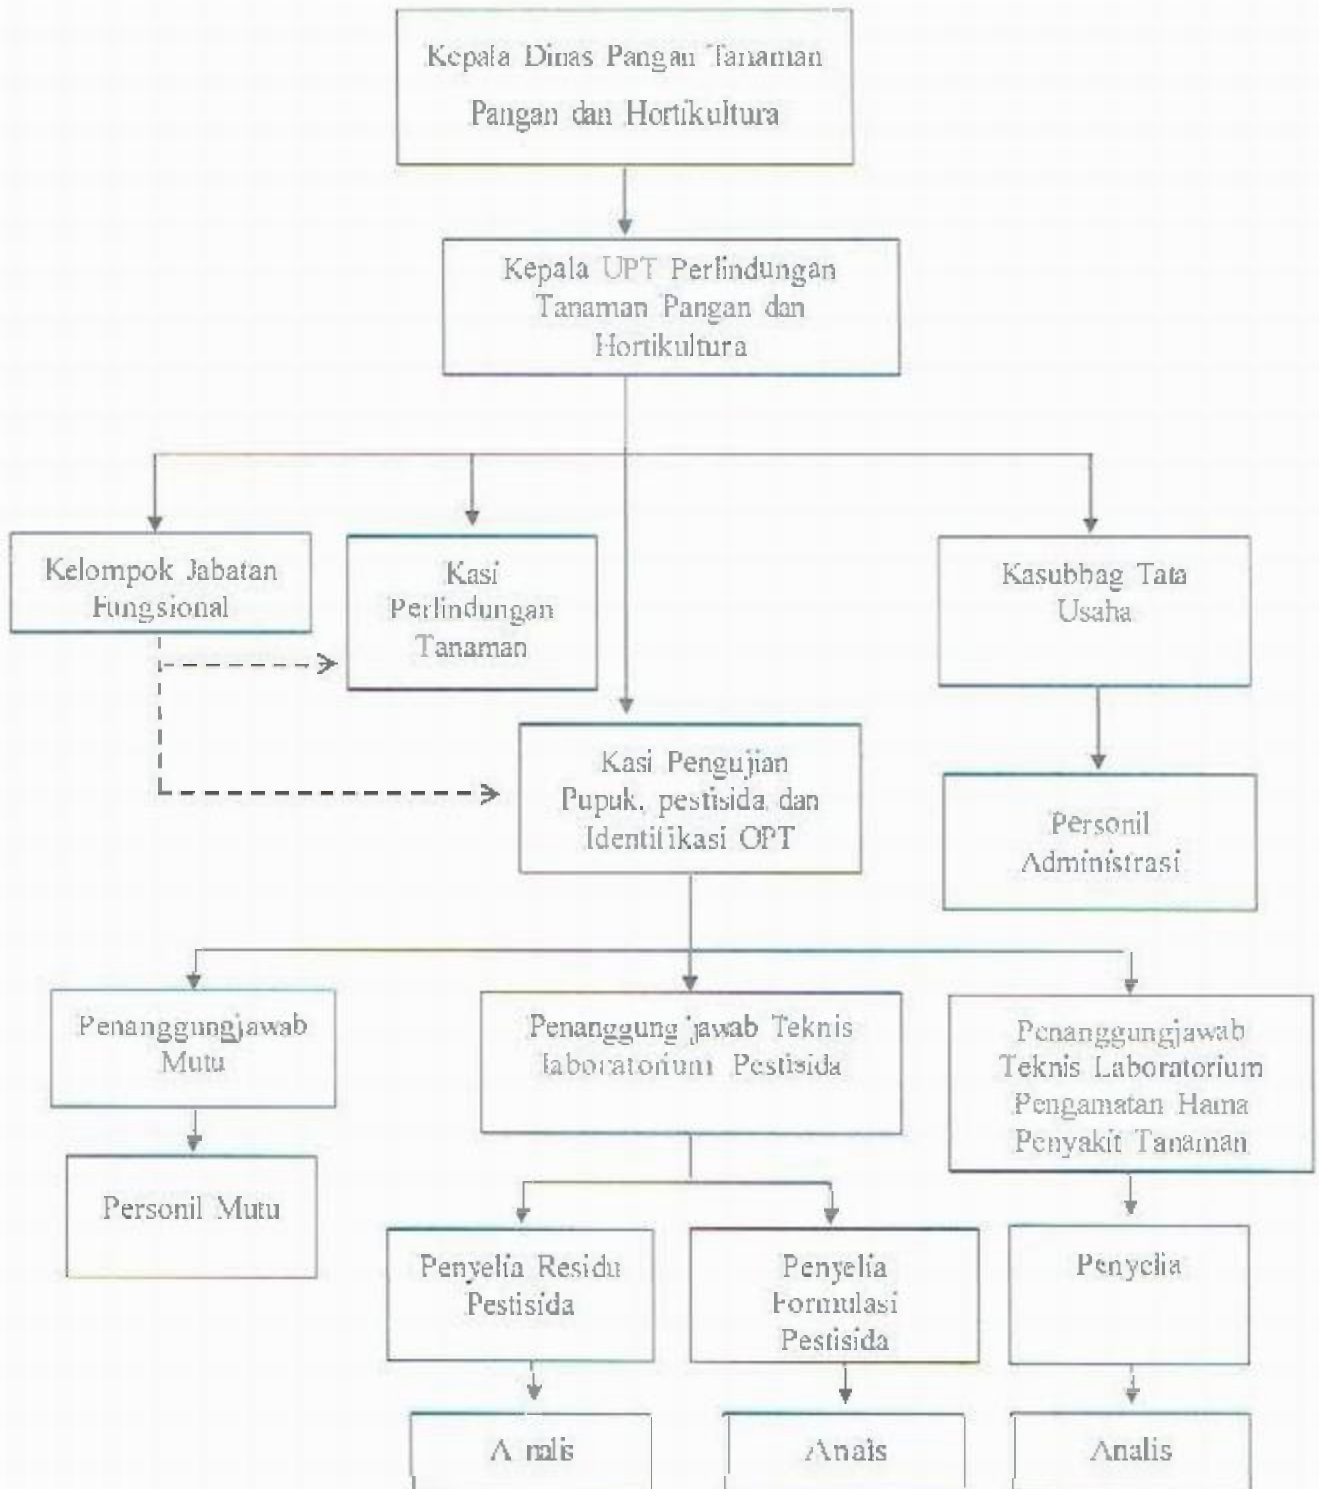 Kepala Dinas Pangan Tanaman
Pangan dan Hortikultura
Kepala UPT Perlindungan
Tanaman Pangan dan
Hortikultura
Kelompok Jabatan
Fungsional
Kasi
Perlindungan
Tanaman
Kasubbag Tata
Usaha
Kasi Pengujian
Pupuk, pestisida dan
Identifikasi OPT
Personil
Administrasi
Penanggungjawab
Mutu
Penanggung jawab Teknis
laboratorium Pestisida
Penanggungjawab
Teknis Laboratorium
Pengamatan Hama
Penyakit Tanaman
Personil Mutu
Penyelia Residu
Pestisida
Penyelia
Formulasi
Pestisida
Penyelia
Analis
Analis
Analis